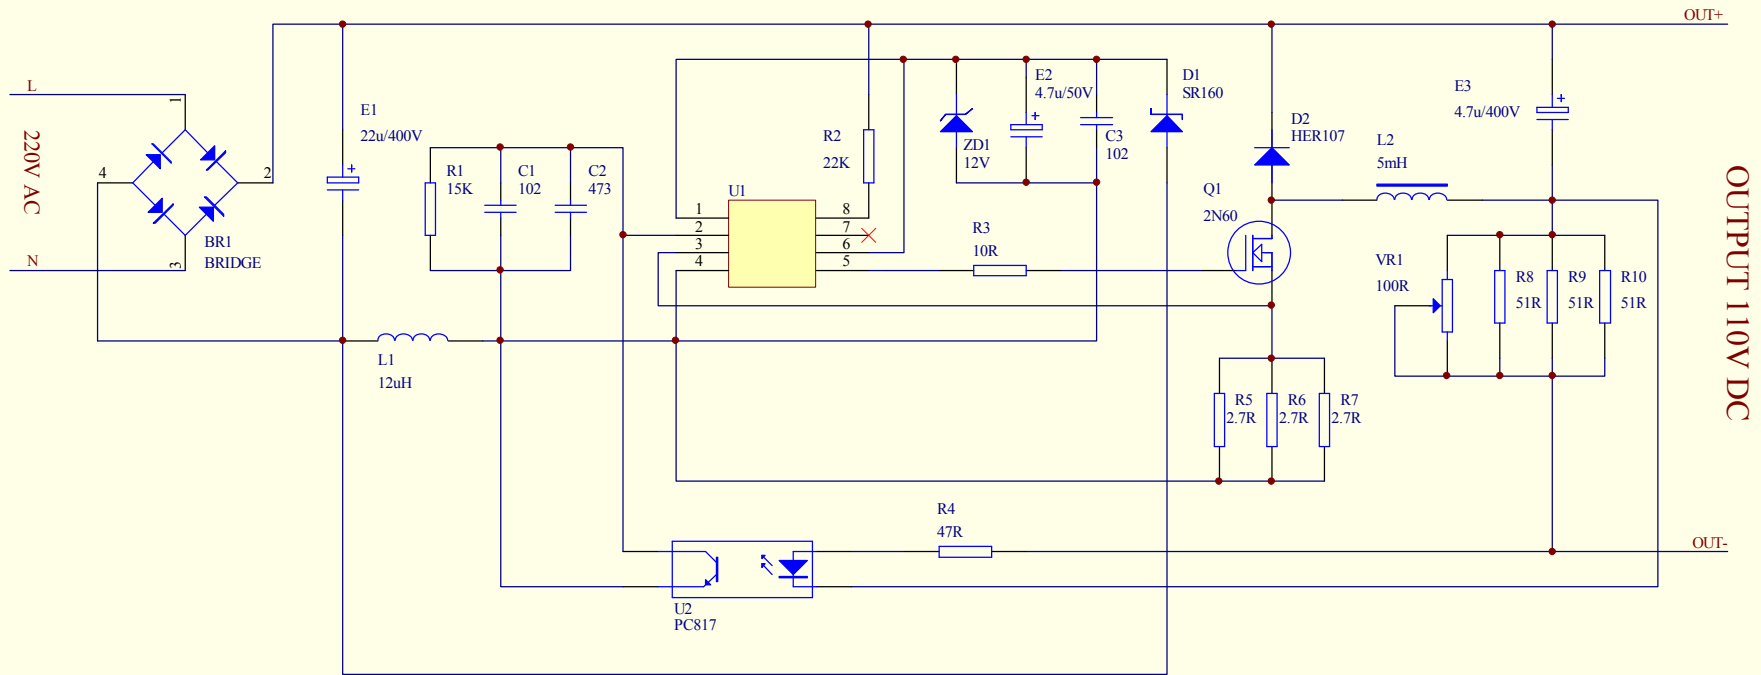 OUT+
L
220V AC
N
1
2
3
4
BR1
BRIDGE
E1
22u/400V
L1
12uH
R1
15K
C1
102
C2
473
U1
1
2
3
4
8
7
6
5
R2
22K
ZD1
12V
E2
4.7u/50V
C3
102
D1
SR160
R3
10R
Q1
2N60
D2
HER107
L2
5mH
E3
4.7u/400V
VR1
100R
R8
51R
R9
51R
R10
51R
R5
2.7R
R6
2.7R
R7
2.7R
R4
47R
U2
PC817
OUT-
OUTPUT 110V DC